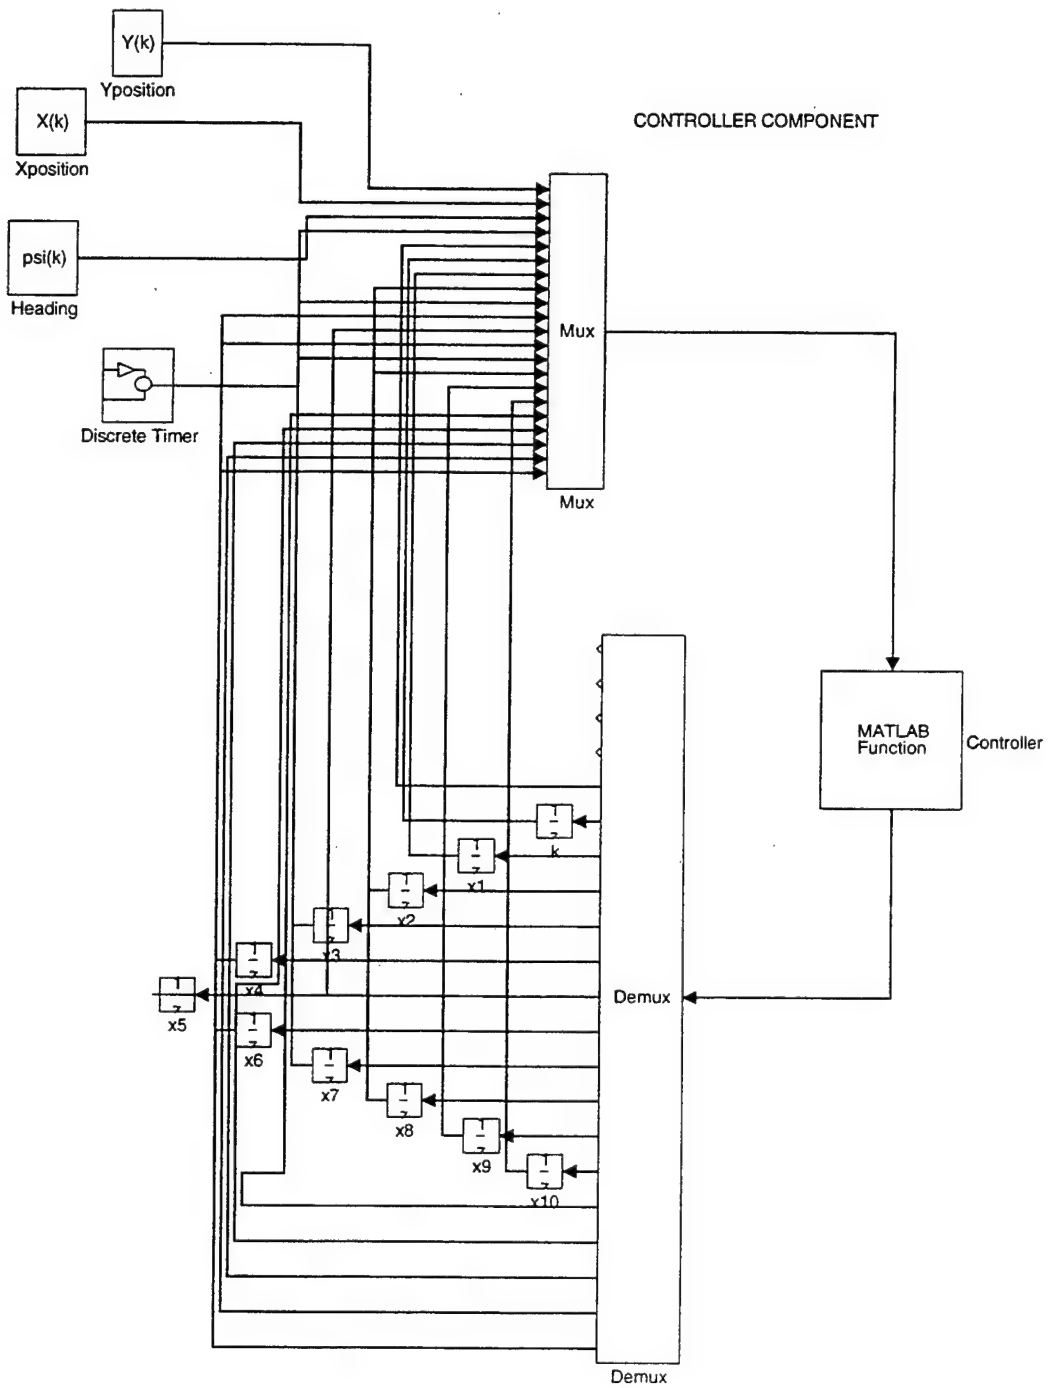 Y(k)
Yposition
CONTROLLER COMPONENT
X(k)
Xposition
psi(k)
Heading
Mux
Discrete Timer
Mux
MATLAB
Function
Controller
k
x1
x2
x3
x4
Demux
x5
x6
x7
x8
x9
x10
Demux